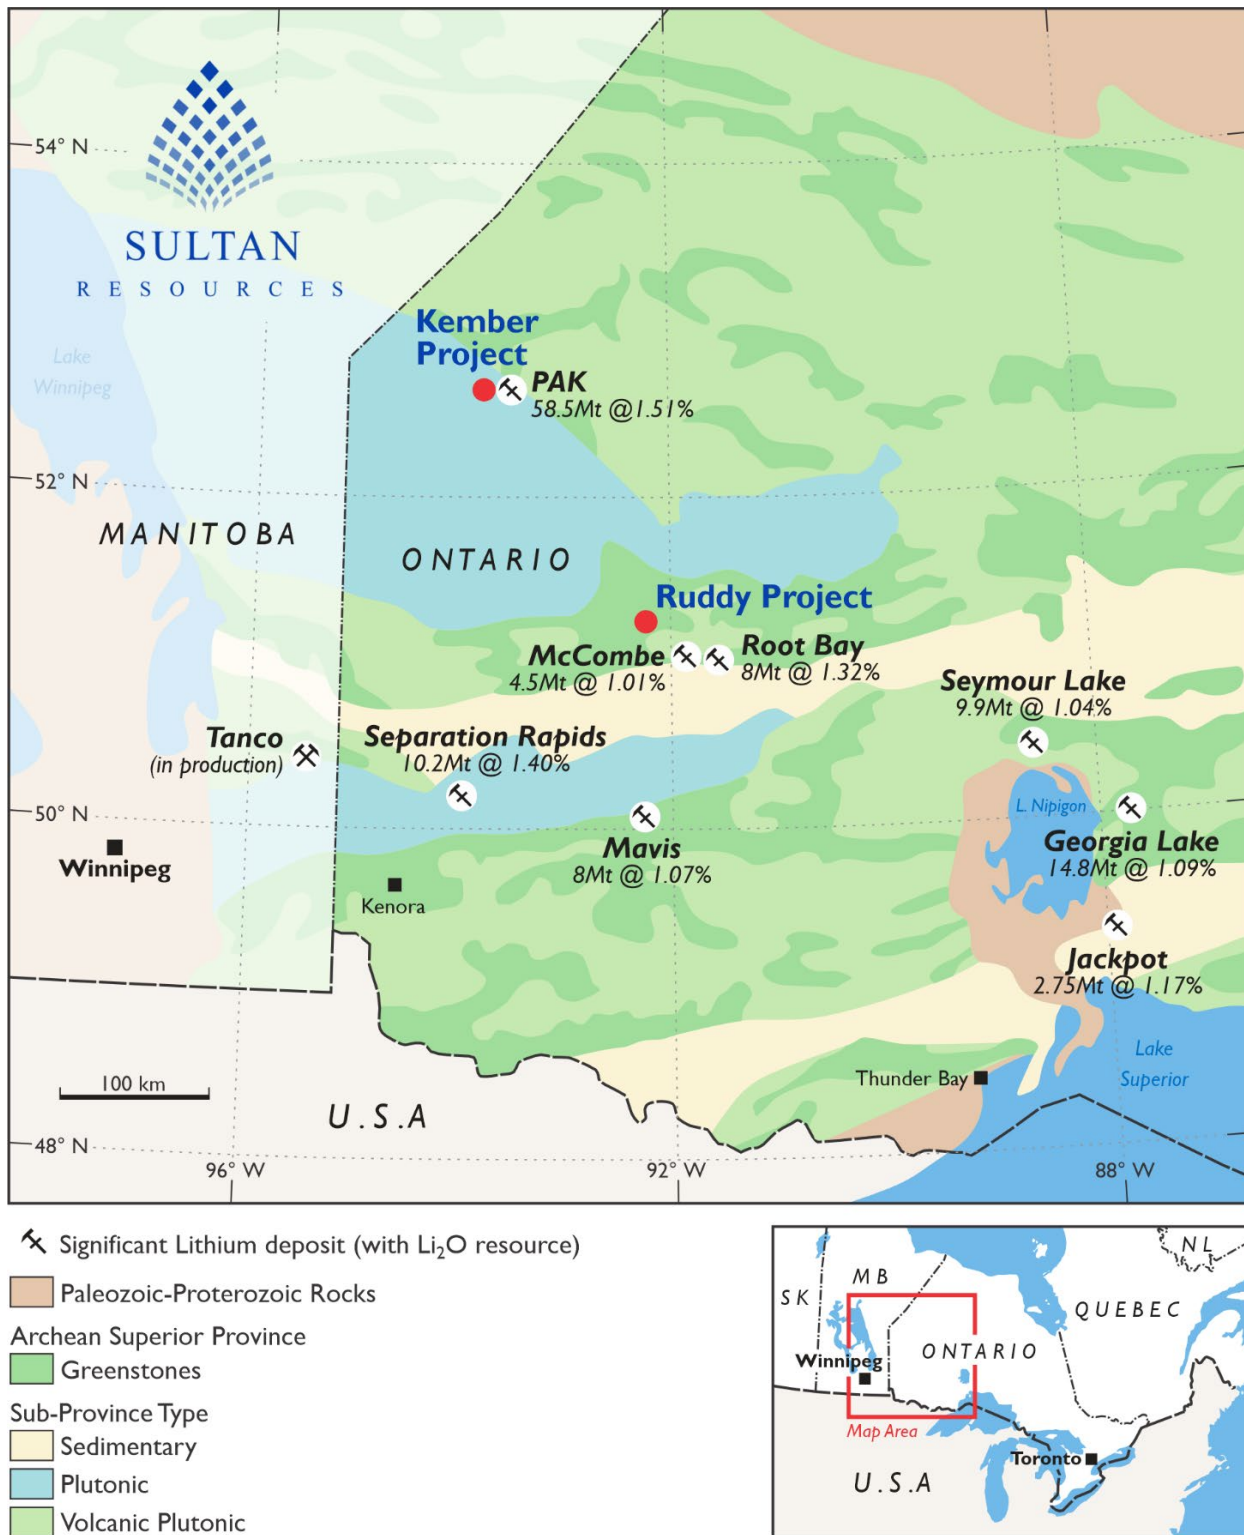 54° N
SULTAN
RESOURCES
Lake
Winnipeg
Kember
Project
PAK
58.5Mt @1.51%
52° N
MANITOBA
ONTARIO
Ruddy Project
McCombe
4.5Mt @ 1.01%
Root Bay
8Mt @ 1.32%
Seymour Lake
9.9Mt @ 1.04%
Tanco
(in production)
Separation Rapids
10.2Mt @ 1.40%
50° N
L. Nipigon
Winnipeg
Mavis
8Mt @ 1.07%
Georgia Lake
14.8Mt @ 1.09%
Kenora
Jackpot
2.75Mt @ 1.17%
100 km
Thunder Bay
Lake
Superior
U.S.A
48° N
96° W
92° W
88° W
Significant Lithium deposit (with Li₂O resource)
Paleozoic-Proterozoic Rocks
Archean Superior Province
Greenstones
Sub-Province Type
Sedimentary
Plutonic
Volcanic Plutonic
NL
MB
SK
QUEBEC
ONTARIO
Winnipeg
Map Area
Toronto
U.S.A